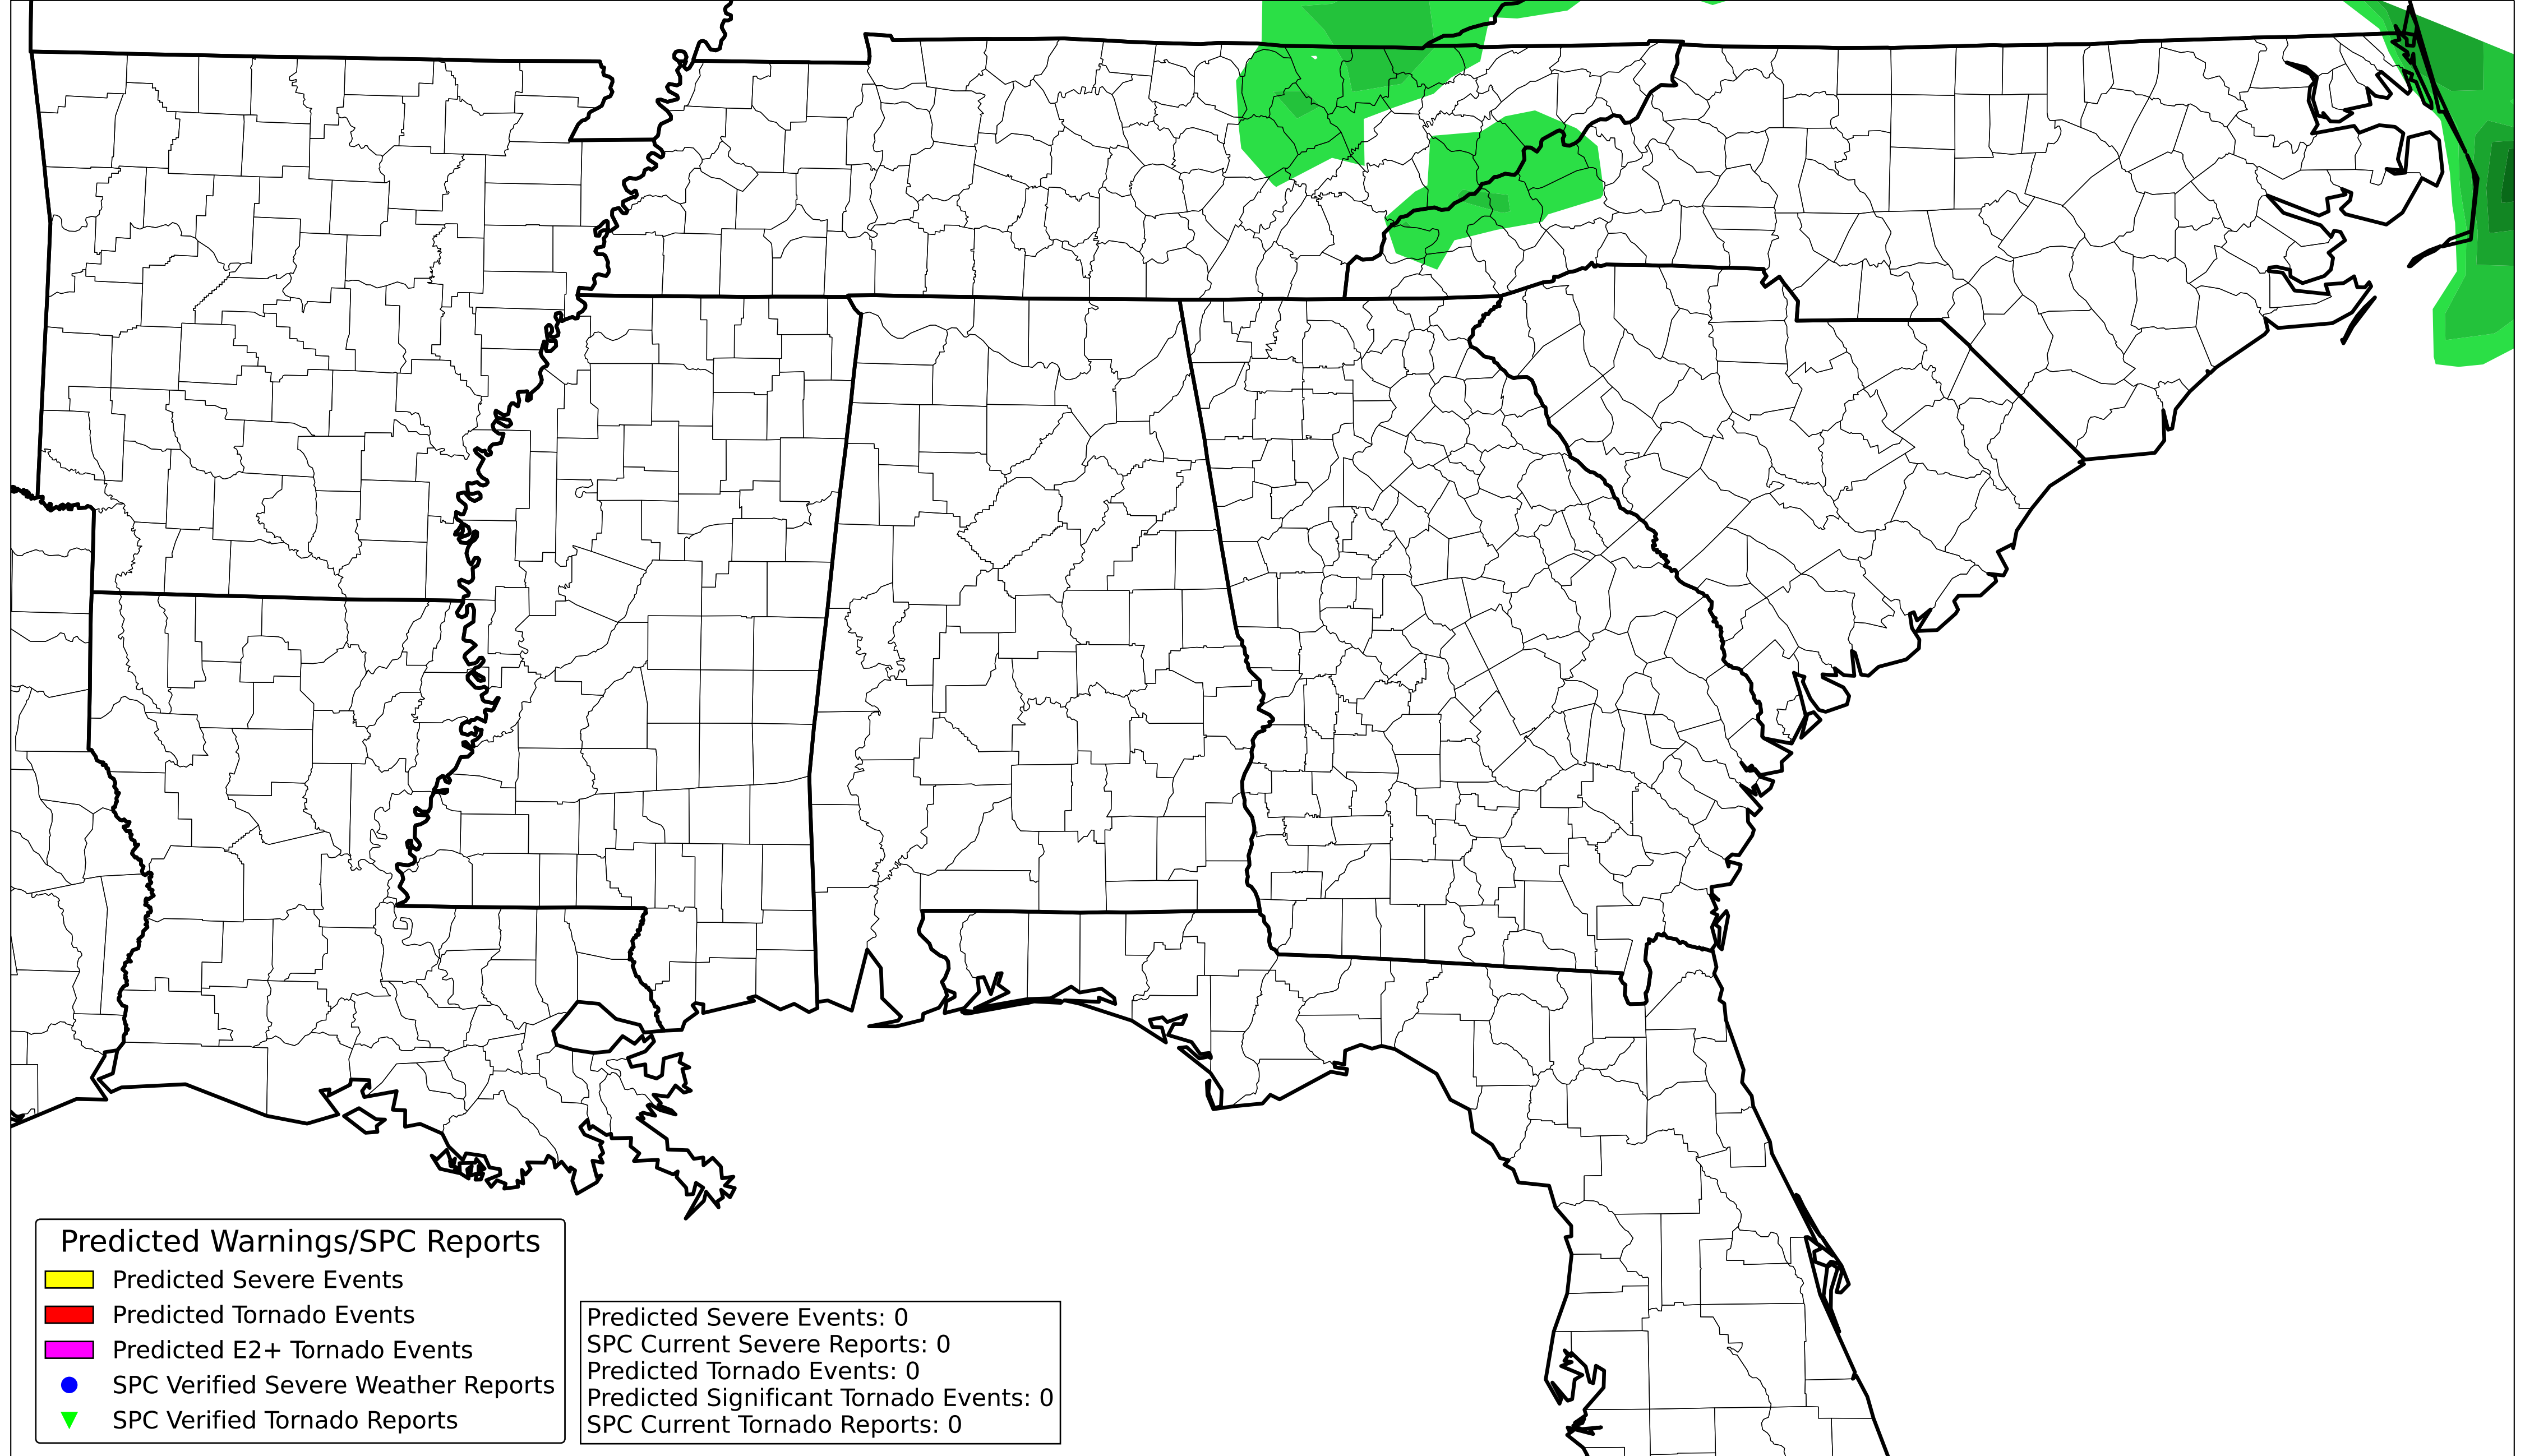 Predicted Warnings/SPC Reports
Predicted Severe Events
Predicted Tornado Events
Predicted E2+ Tornado Events
SPC Verified Severe Weather Reports
SPC Verified Tornado Reports
Predicted Severe Events: 0
SPC Current Severe Reports: 0
Predicted Tornado Events: 0
Predicted Significant Tornado Events: 0
SPC Current Tornado Reports: 0